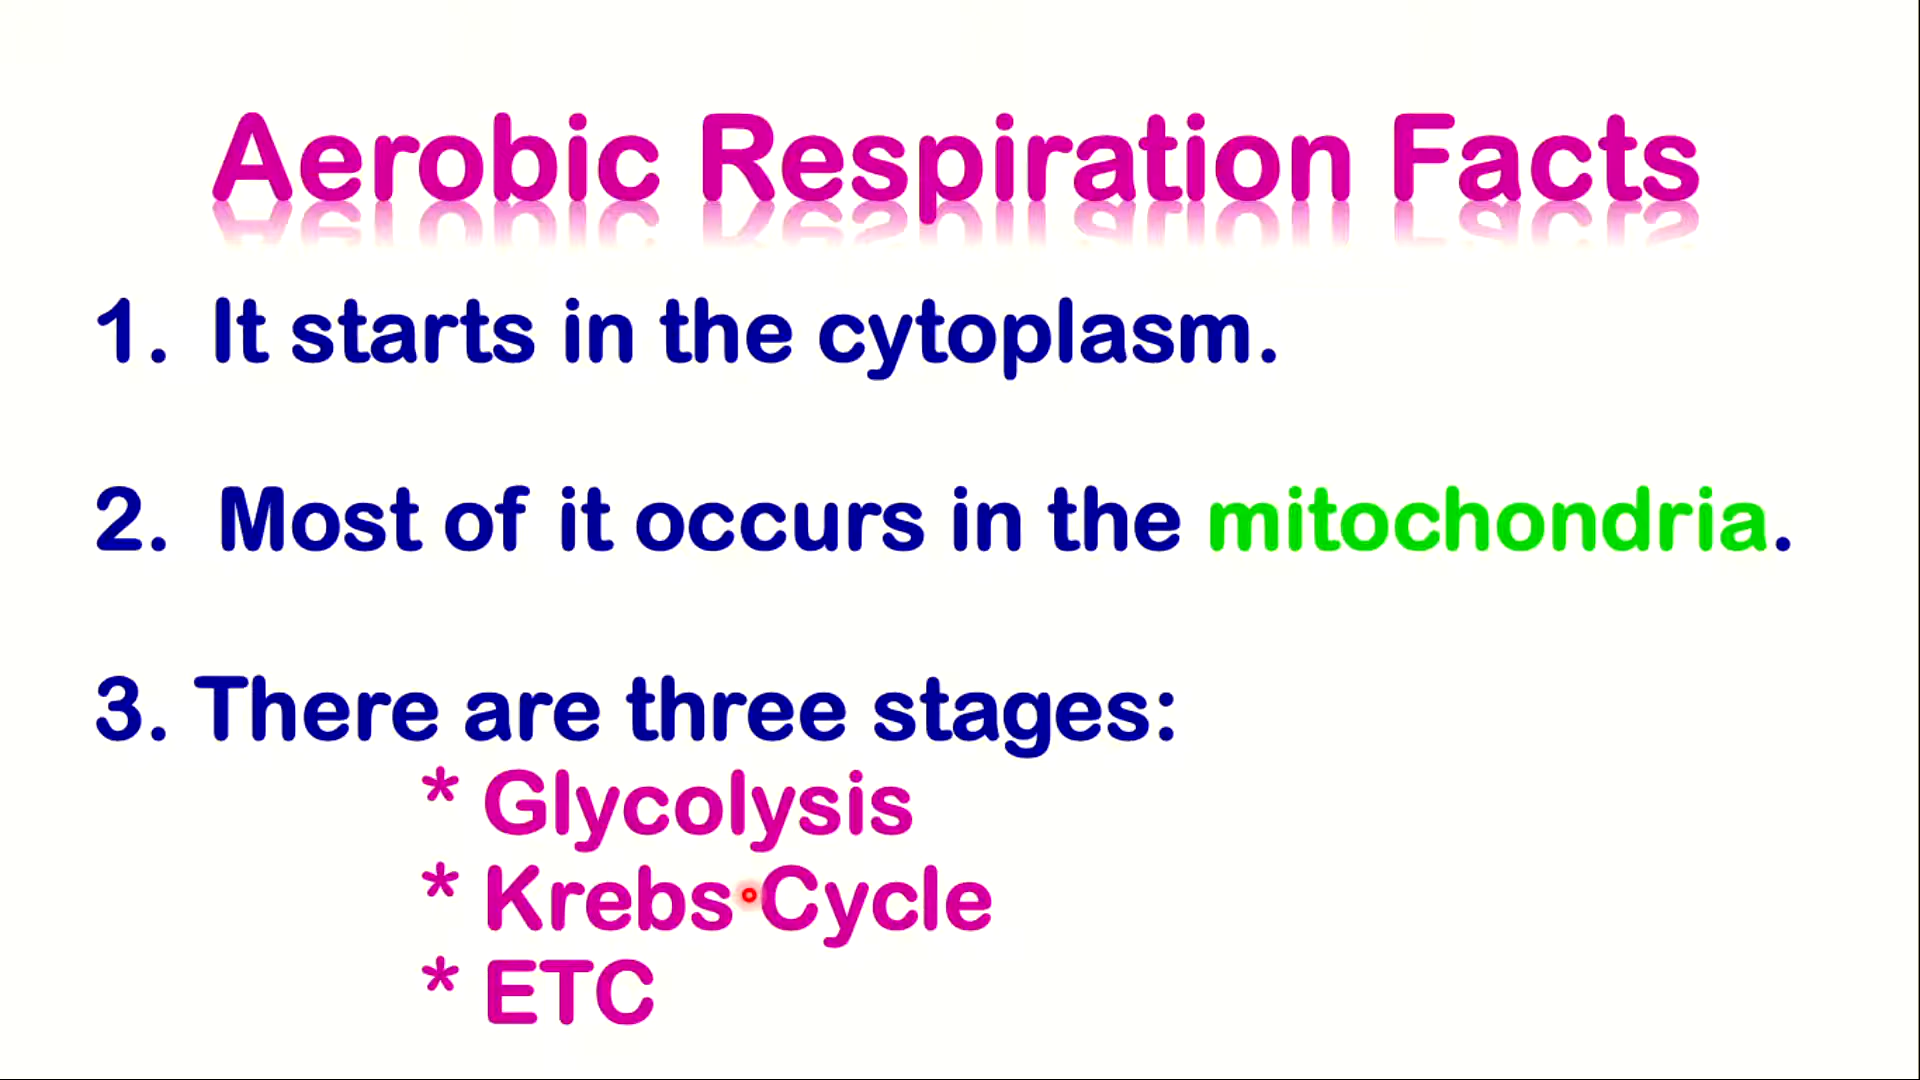 Aerobic Respiration Facts
1. It starts in the cytoplasm.
2. Most of it occurs in the mitochondria.
3. There are three stages:
* Glycolysis
* Krebs Cycle
* ETC